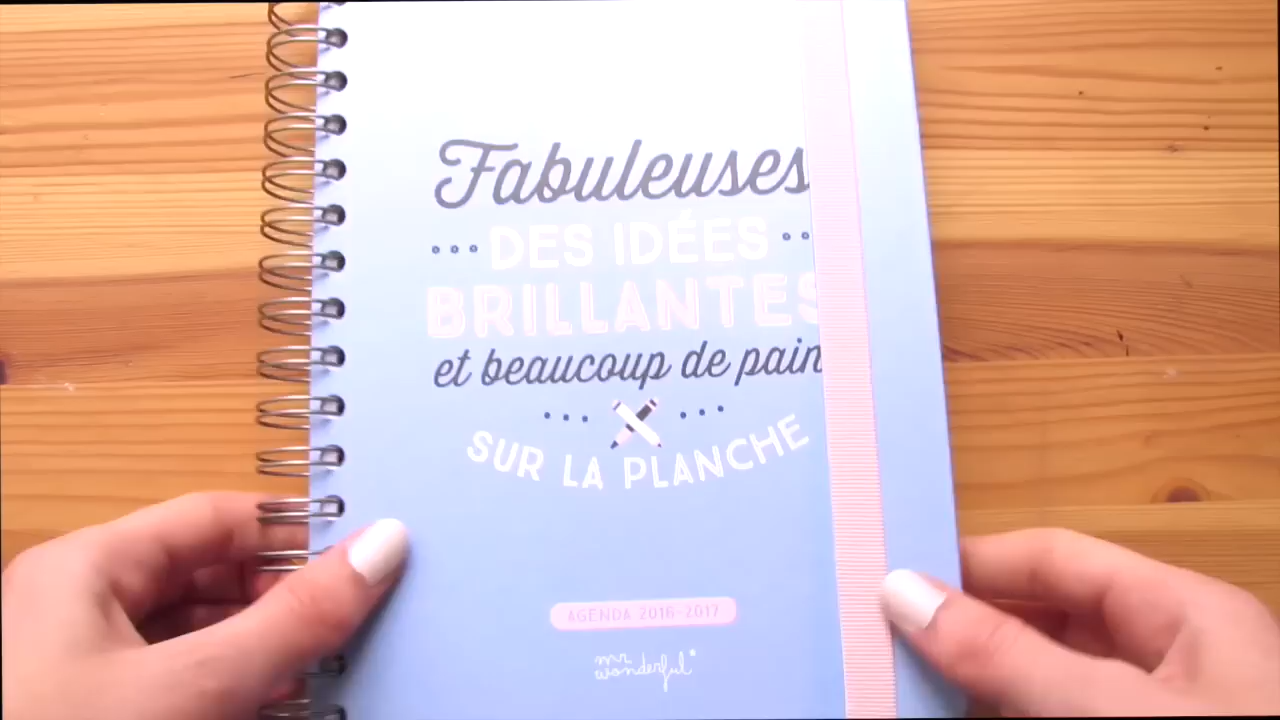 Fabuleuses
DES IDÉES
BRILLANTES
et beaucoup de pain
SUR LA PLANCHE
AGENDA 2016-2017
mr
wonderful*